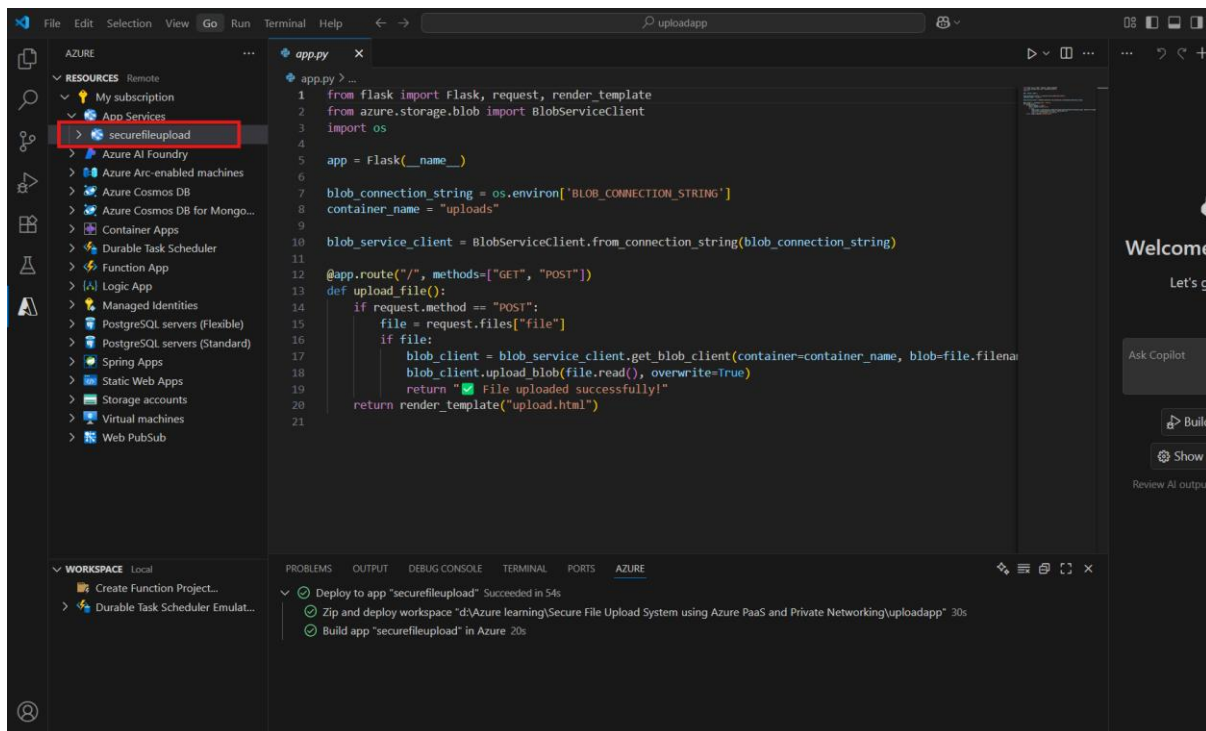 File Edit Selection View Go Run Terminal Help
uploadapp
AZURE
RESOURCES Remote
My subscription
App Services
securefileupload
Azure AI Foundry
Azure Arc-enabled machines
Azure Cosmos DB
Azure Cosmos DB for Mongo...
Container Apps
Durable Task Scheduler
Function App
Logic App
Managed Identities
PostgreSQL servers (Flexible)
PostgreSQL servers (Standard)
Spring Apps
Static Web Apps
Storage accounts
Virtual machines
Web PubSub
WORKSPACE Local
Create Function Project...
Durable Task Scheduler Emulat...
app.py
app.py > ...
1 from flask import Flask, request, render_template
2 from azure.storage.blob import BlobServiceClient
3 import os
4
5 app = Flask(__name__)
6
7 blob_connection_string = os.environ['BLOB_CONNECTION_STRING']
8 container_name = "uploads"
9
10 blob_service_client = BlobServiceClient.from_connection_string(blob_connection_string)
11
12 @app.route("/", methods=["GET", "POST"])
13 def upload_file():
14 if request.method == "POST":
15 file = request.files["file"]
16 if file:
17 blob_client = blob_service_client.get_blob_client(container=container_name, blob=file.filena
18 blob_client.upload_blob(file.read(), overwrite=True)
19 return "✅ File uploaded successfully!"
20 return render_template("upload.html")
21
PROBLEMS OUTPUT DEBUG CONSOLE TERMINAL PORTS AZURE
Deploy to app "securefileupload" Succeeded in 54s
Zip and deploy workspace "d:\Azure learning\Secure File Upload System using Azure PaaS and Private Networking\uploadapp" 30s
Build app "securefileupload" in Azure 20s
Welcome
Let's g
Ask Copilot
Build
Show
Review AI outpu